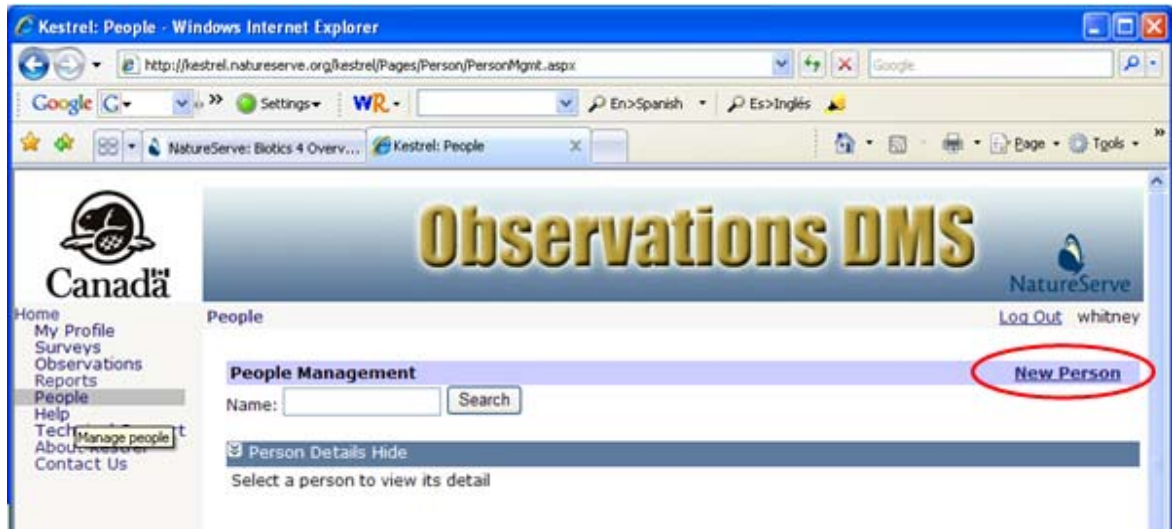 Kestrel: People - Windows Internet Explorer
http://kestrel.natureserve.org/kestrel/Pages/Person/PersonMgmt.aspx Google
Google G Settings WR En>Spanish Es>Inglés
NatureServe: Biotics 4 Overv... Kestrel: People Page Tools
Canada
Observations DMS
NatureServe
People Log Out whitney
Home
My Profile
Surveys
Observations
Reports
People
Help
Manage people
Contact Us
People Management New Person
Name: Search
Person Details Hide
Select a person to view its detail